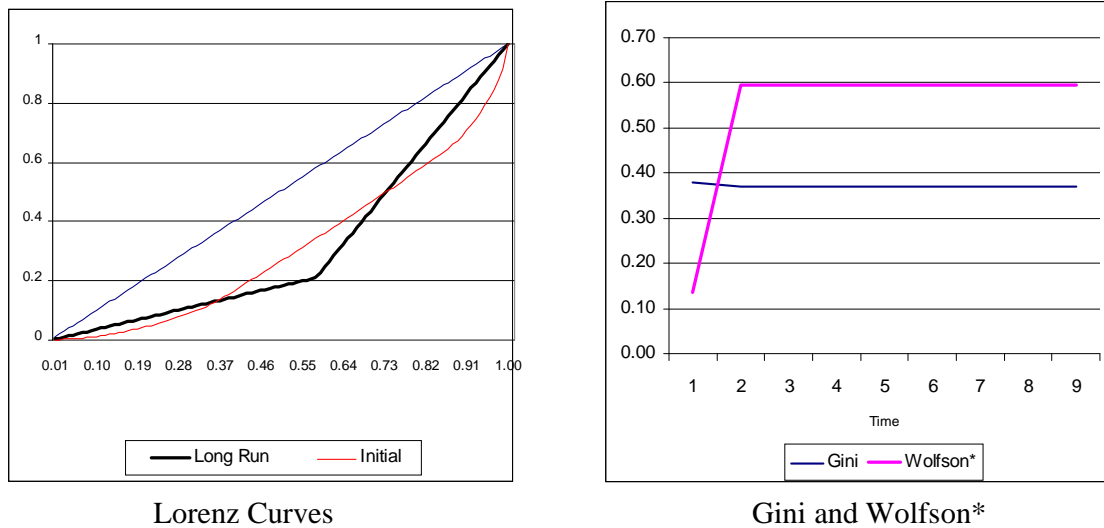 1
0.8
0.6
0.4
0.2
0
0.01 0.10 0.19 0.28 0.37 0.46 0.55 0.64 0.73 0.82 0.91 1.00
Long Run Initial
Lorenz Curves
0.70
0.60
0.50
0.40
0.30
0.20
0.10
0.00
1 2 3 4 5 6 7 8 9
Time
Gini Wolfson*
Gini and Wolfson*